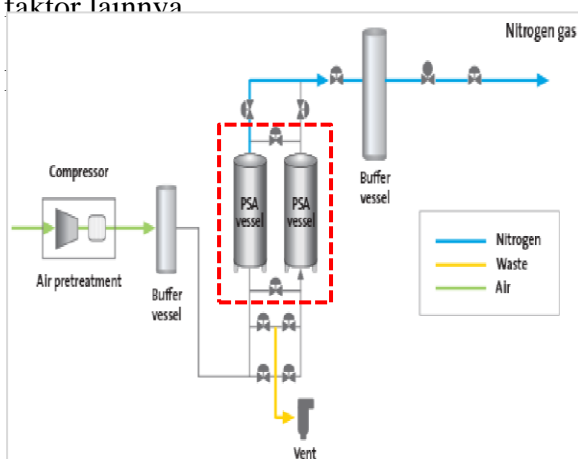 faktor lainnya
Nitrogen gas
Compressor
Air pretreatment
Buffer
vessel
PSA
vessel
PSA
vessel
Buffer
vessel
Nitrogen
Waste
Air
Vent